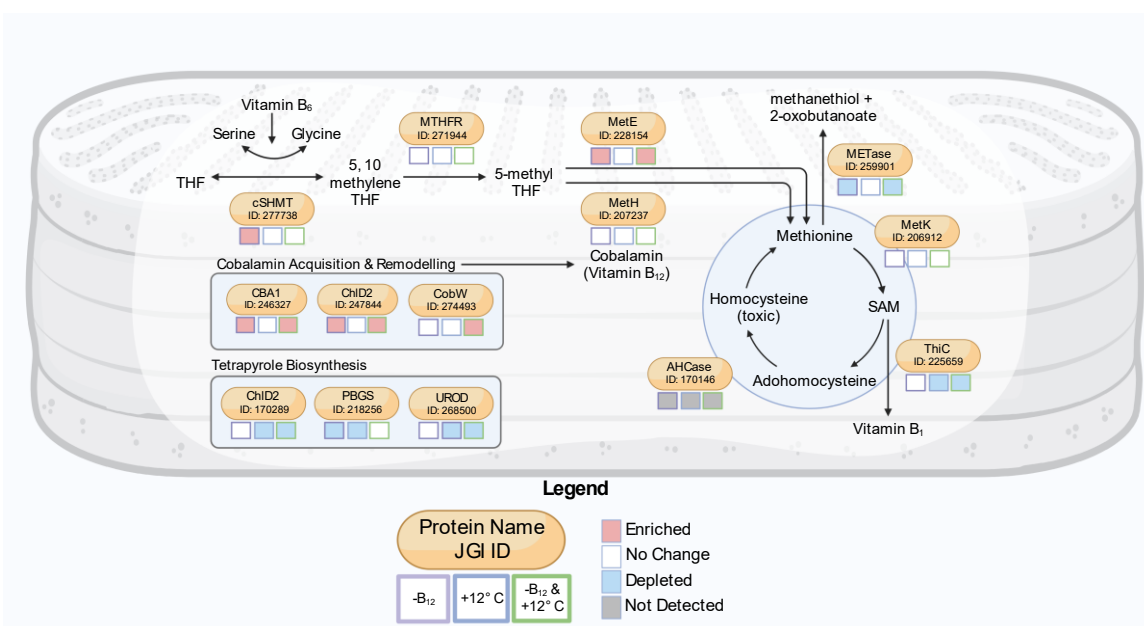 Vitamin B₆
Serine
Glycine
THF
5, 10
methylene
THF
cSHMT
ID: 277738
MTHFR
ID: 271944
5-methyl
THF
MetE
ID: 228154
MetH
ID: 207237
Cobalamin
(Vitamin B₁₂)
methanethiol +
2-oxobutanoate
METase
ID: 259901
Methionine
MetK
ID: 206912
Homocysteine
(toxic)
SAM
AHCase
ID: 170146
Adohomocysteine
ThiC
ID: 225659
Vitamin B₁
Cobalamin Acquisition & Remodelling
CBA1
ID: 246327
ChlD2
ID: 247844
CobW
ID: 274493
Tetrapyrole Biosynthesis
ChlD2
ID: 170289
PBGS
ID: 218256
UROD
ID: 268500
Legend
Protein Name
JGI ID
-B₁₂
+12° C
-B₁₂ &
+12° C
Enriched
No Change
Depleted
Not Detected